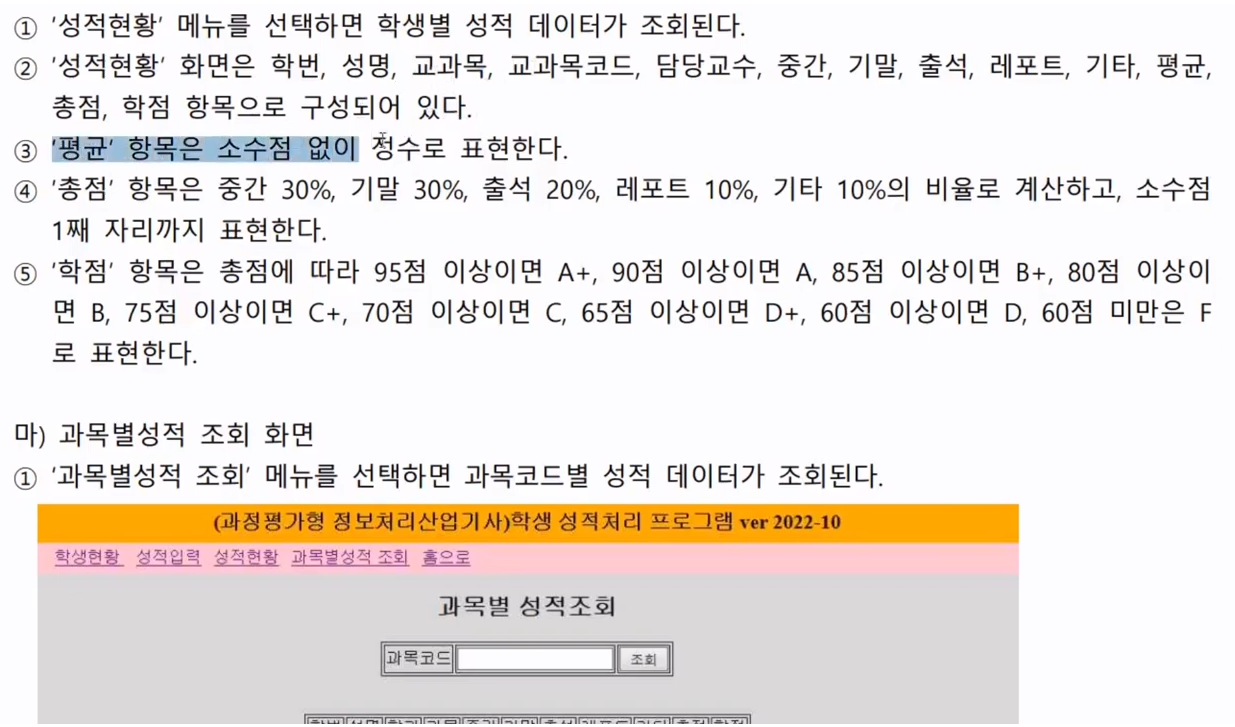 ① '성적현황' 메뉴를 선택하면 학생별 성적 데이터가 조회된다.
② '성적현황' 화면은 학번, 성명, 교과목, 교과목코드, 담당교수, 중간, 기말, 출석, 레포트, 기타, 평균,
총점, 학점 항목으로 구성되어 있다.
③ '평균' 항목은 소수점 없이 정수로 표현한다.
④ '총점' 항목은 중간 30%, 기말 30%, 출석 20%, 레포트 10%, 기타 10%의 비율로 계산하고, 소수점
1째 자리까지 표현한다.
⑤ '학점' 항목은 총점에 따라 95점 이상이면 A+, 90점 이상이면 A, 85점 이상이면 B+, 80점 이상이
면 B, 75점 이상이면 C+, 70점 이상이면 C, 65점 이상이면 D+, 60점 이상이면 D, 60점 미만은 F
로 표현한다.
마) 과목별성적 조회 화면
① '과목별성적 조회' 메뉴를 선택하면 과목코드별 성적 데이터가 조회된다.
(과정평가형 정보처리산업기사)학생 성적처리 프로그램 ver 2022-10
학생현황 성적입력 성적현황 과목별성적 조회 홈으로
과목별 성적조회
과목코드 조회